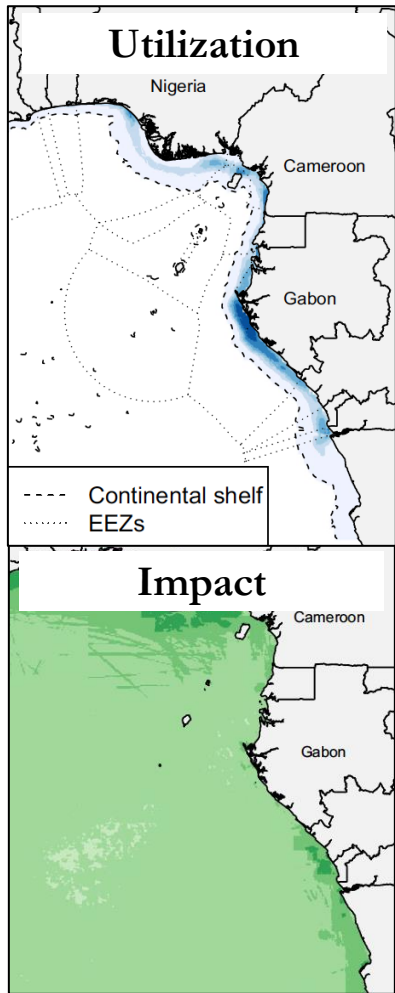 Utilization
Nigeria
Cameroon
Gabon
Continental shelf
EEZs
Impact
Cameroon
Gabon